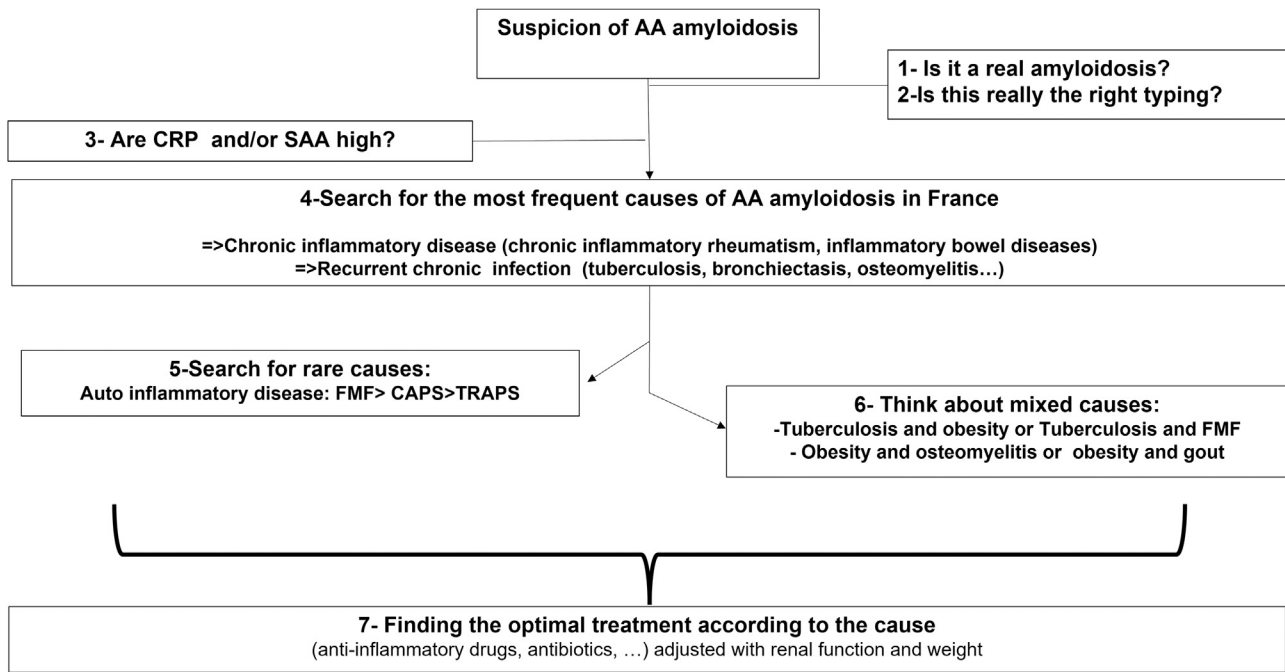 Suspicion of AA amyloidosis
1- Is it a real amyloidosis?
2-Is this really the right typing?
3- Are CRP and/or SAA high?
4-Search for the most frequent causes of AA amyloidosis in France
=>Chronic inflammatory disease (chronic inflammatory rheumatism, inflammatory bowel diseases)
=>Recurrent chronic infection (tuberculosis, bronchiectasis, osteomyelitis…)
5-Search for rare causes:
Auto inflammatory disease: FMF> CAPS>TRAPS
6- Think about mixed causes:
-Tuberculosis and obesity or Tuberculosis and FMF
- Obesity and osteomyelitis or obesity and gout
7- Finding the optimal treatment according to the cause
(anti-inflammatory drugs, antibiotics, …) adjusted with renal function and weight